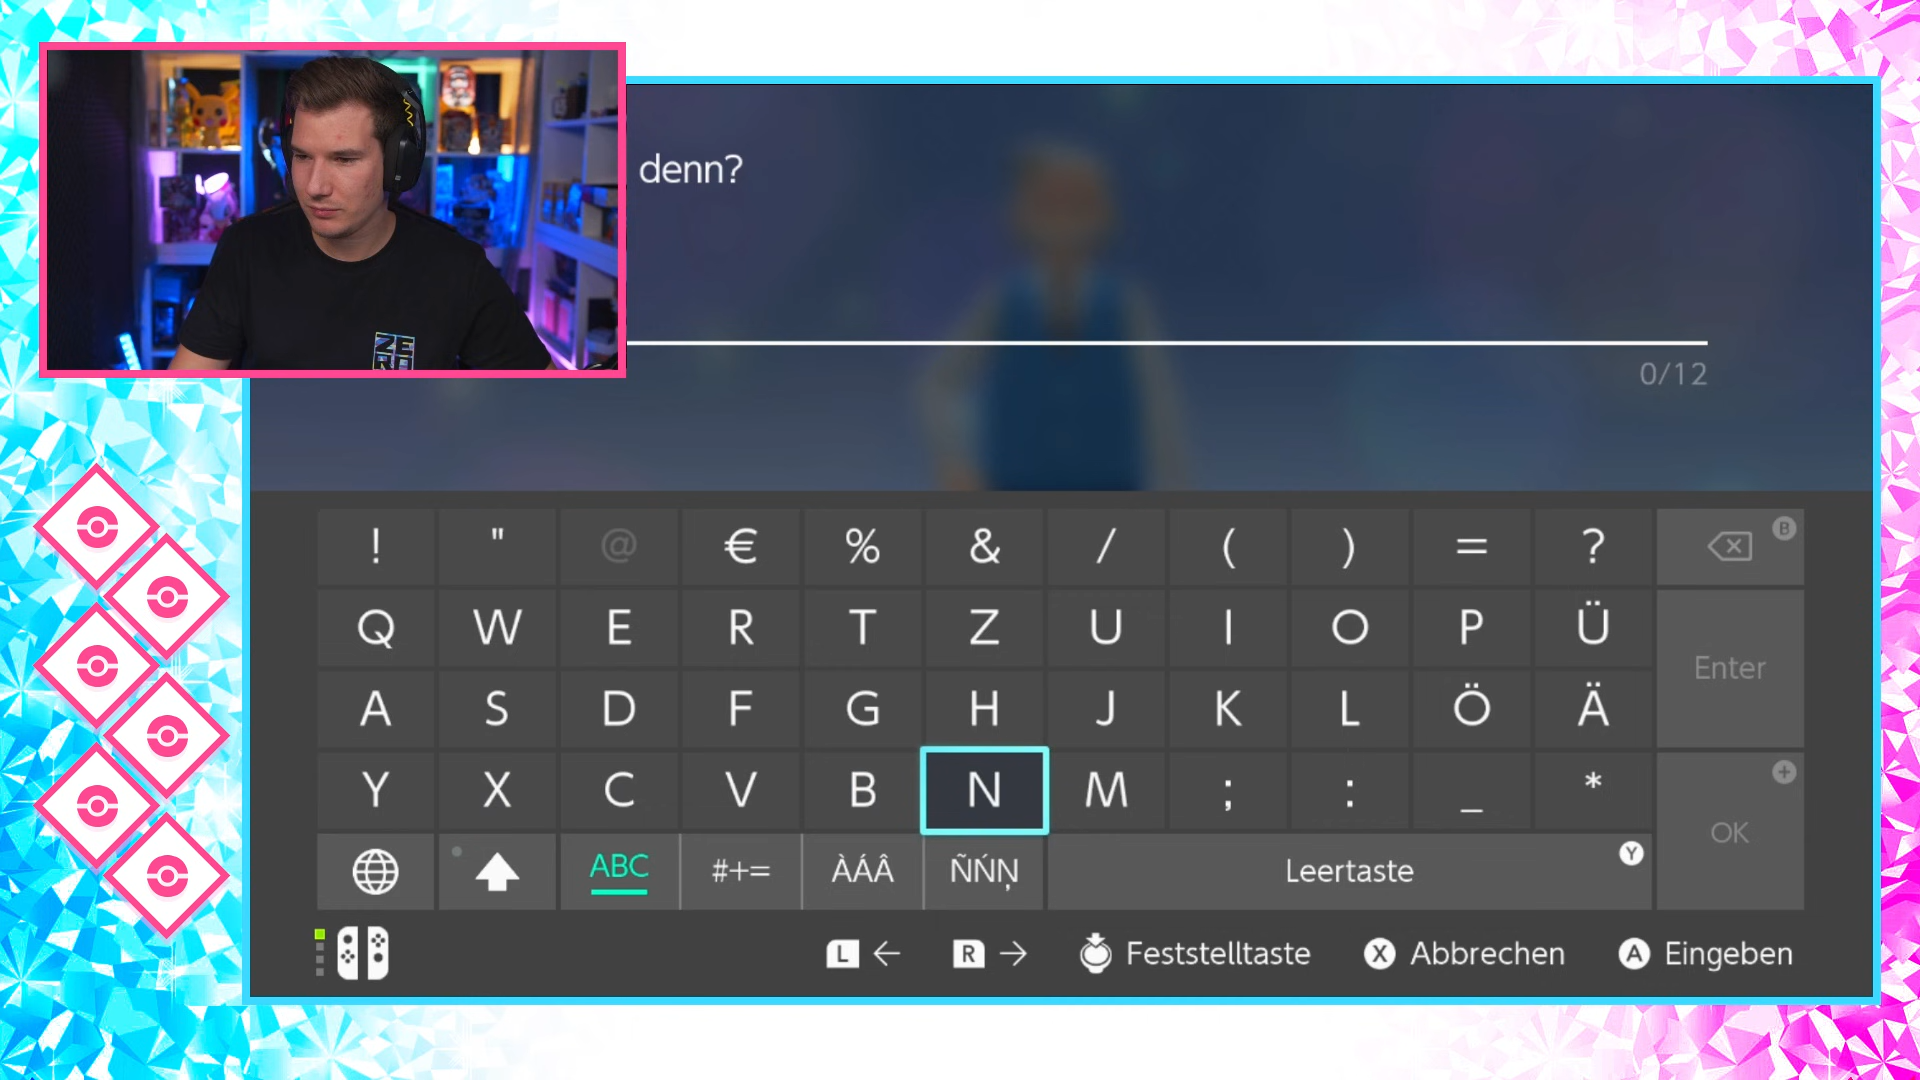 denn?
0/12
! " @ € % & / ( ) = ? B
Q W E R T Z U I O P Ü
Enter
A S D F G H J K L Ö Ä
Y X C V B N M ; : _ *
+
OK
ABC #+= ÀÁÂ ÑŃŅ Leertaste Y
L ← R → Feststelltaste X Abbrechen A Eingeben